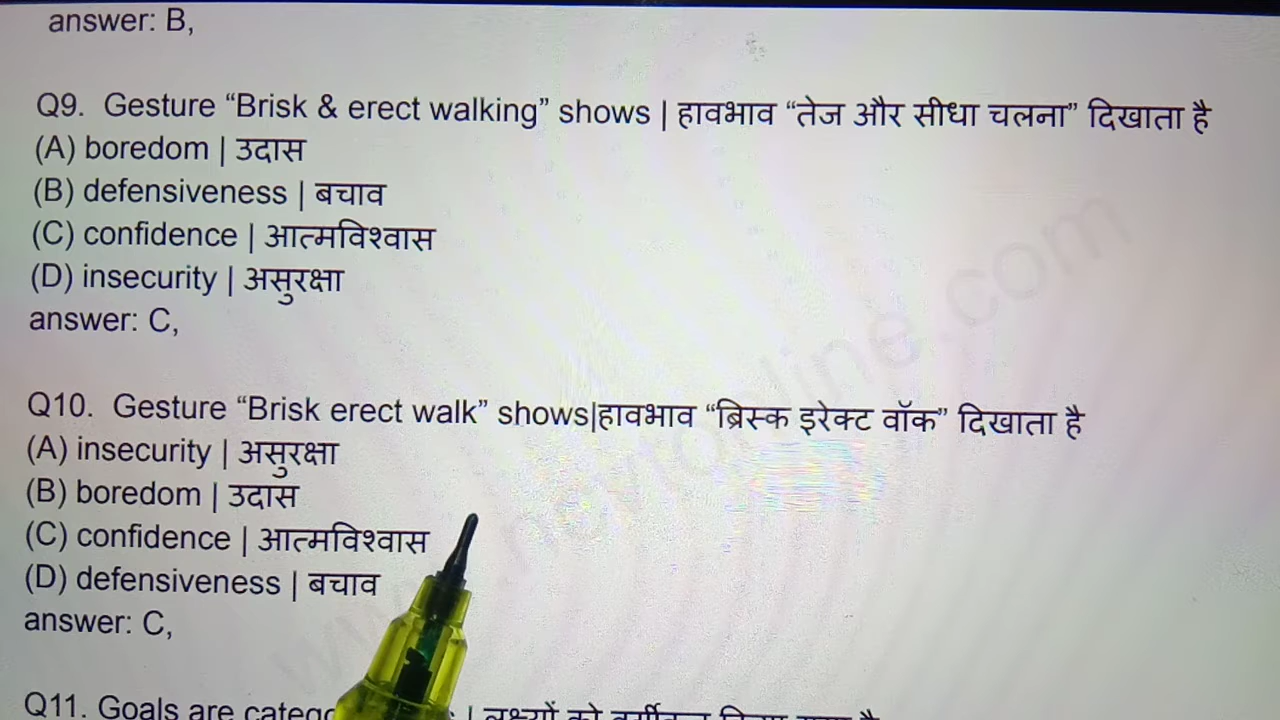 answer: B,
Q9. Gesture “Brisk & erect walking” shows | हावभाव “तेज और सीधा चलना” दिखाता है
(A) boredom | उदास
(B) defensiveness | बचाव
(C) confidence | आत्मविश्वास
(D) insecurity | असुरक्षा
answer: C,
Q10. Gesture “Brisk erect walk” shows|हावभाव “ब्रिस्क इरेक्ट वॉक” दिखाता है
(A) insecurity | असुरक्षा
(B) boredom | उदास
(C) confidence | आत्मविश्वास
(D) defensiveness | बचाव
answer: C,
Q11. Goals are | लक्ष्यों को